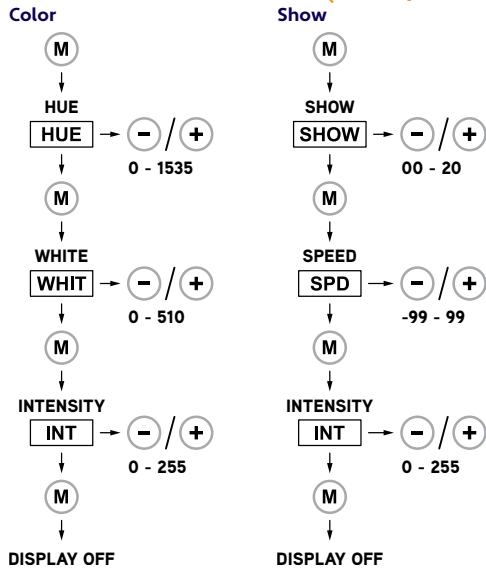 Color
M
HUE
HUE - / +
0 - 1535
M
WHITE
WHIT - / +
0 - 510
M
INTENSITY
INT - / +
0 - 255
M
DISPLAY OFF
Show
M
SHOW
SHOW - / +
00 - 20
M
SPEED
SPD - / +
-99 - 99
M
INTENSITY
INT - / +
0 - 255
M
DISPLAY OFF